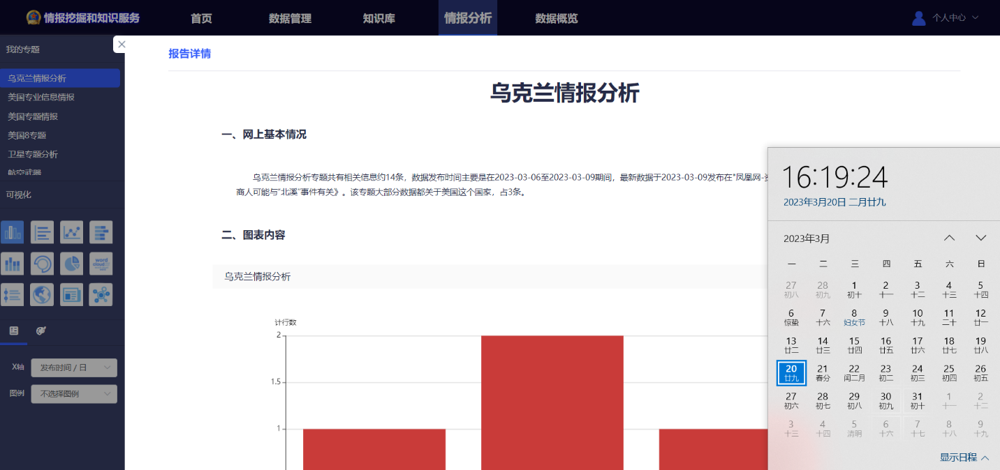 情报挖掘和知识服务 首页 数据管理 知识库 情报分析 数据概览 个人中心
我的专题
乌克兰情报分析
美国专业信息情报
美国专题情报
美国8专题
卫星专题分析
航空武器
可视化
word
cloud
X轴 发布时间 / 日
图例 不选择图例
报告详情
乌克兰情报分析
一、网上基本情况
乌克兰情报分析专题共有相关信息约14条，数据发布时间主要是在2023-03-06至2023-03-09期间，最新数据于2023-03-09发布在"凤凰网-
商人可能与“北溪”事件有关》。该专题大部分数据都关于美国这个国家，占3条。
二、图表内容
乌克兰情报分析
计行数
2
1.5
1
16:19:24
2023年3月20日 二月廿九
2023年3月
一 二 三 四 五 六 日
27 28 1 2 3 4 5
初八 初九 初十 十一 十二 十三 十四
6 7 8 9 10 11 12
惊蛰 十六 妇女节 十八 十九 二十 廿一
13 14 15 16 17 18 19
廿二 廿三 廿四 廿五 廿六 廿七 廿八
20 21 22 23 24 25 26
廿九 春分 闰二月 初二 初三 初四 初五
27 28 29 30 31 1 2
初六 初七 初八 初九 初十 十一 十二
3 4 5 6 7 8 9
十三 十四 清明 十六 十七 十八 十九
显示日程